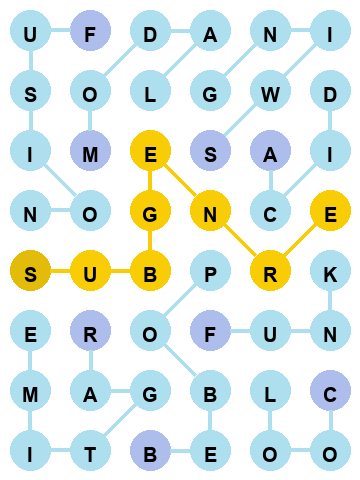 U F D A N I
S O L G W D
I M E S A I
N O G N C E
S U B P R K
E R O F U N
M A G B L C
I T B E O O